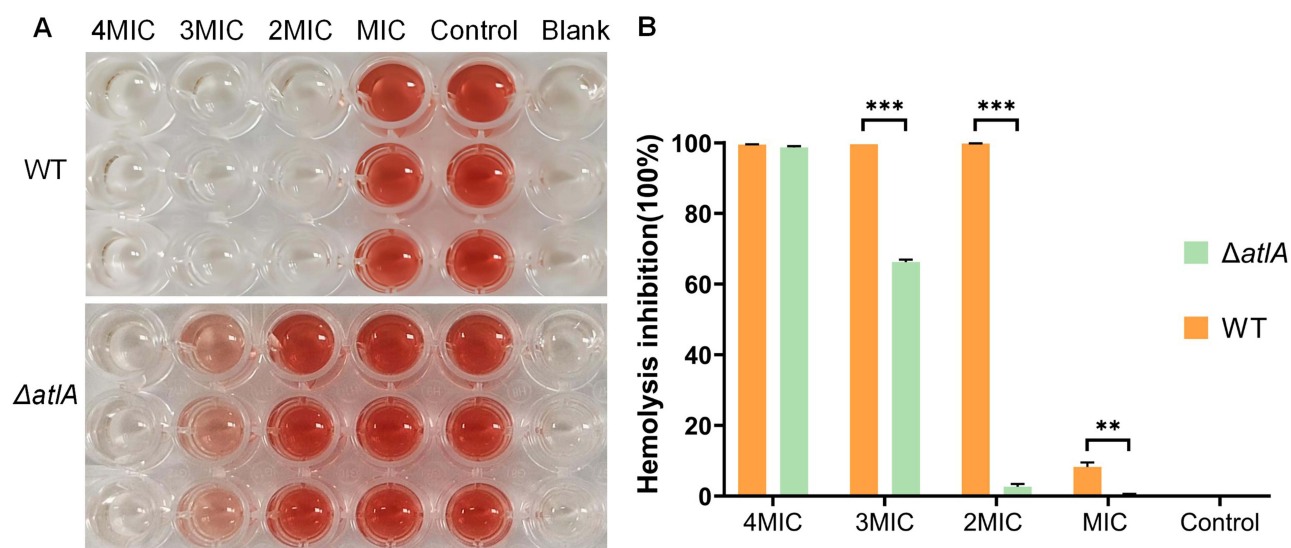 A
4MIC 3MIC 2MIC MIC Control Blank
WT
ΔatlA
B
Hemolysis inhibition(100%)
100
80
60
40
20
0
***
***
**
4MIC 3MIC 2MIC MIC Control
ΔatlA
WT